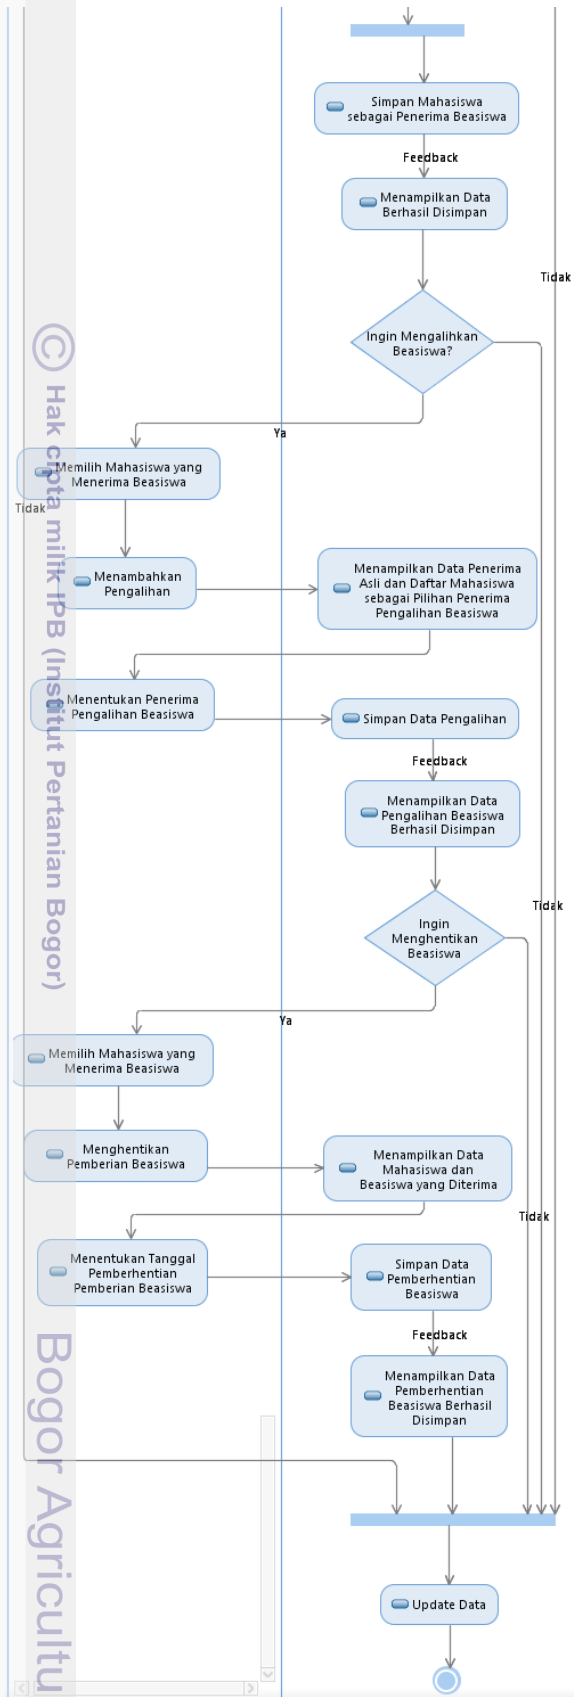 Simpan Mahasiswa
sebagai Penerima Beasiswa
Feedback
Menampilkan Data
Berhasil Disimpan
Tidak
Ingin Mengalihkan
Beasiswa?
Ya
Memilih Mahasiswa yang
Menerima Beasiswa
Tidak
Menambahkan
Pengalihan
Menampilkan Data Penerima
Asli dan Daftar Mahasiswa
sebagai Pilihan Penerima
Pengalihan Beasiswa
Menentukan Penerima
Pengalihan Beasiswa
Simpan Data Pengalihan
Feedback
Menampilkan Data
Pengalihan Beasiswa
Berhasil Disimpan
Tidak
Ingin
Menghentikan
Beasiswa
Ya
Memilih Mahasiswa yang
Menerima Beasiswa
Menghentikan
Pemberian Beasiswa
Menampilkan Data
Mahasiswa dan
Beasiswa yang Diterima
Tidak
Menentukan Tanggal
Pemberhentian
Pemberian Beasiswa
Simpan Data
Pemberhentian
Beasiswa
Feedback
Menampilkan Data
Pemberhentian
Beasiswa Berhasil
Disimpan
Update Data
© Hak cipta milik IPB (Institut Pertanian Bogor)
Bogor Agricultu